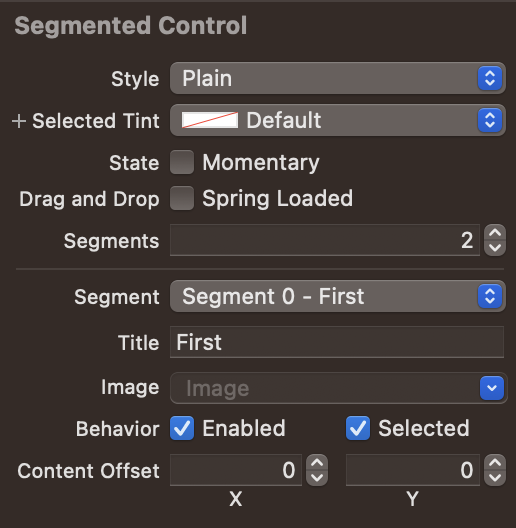 Segmented Control
Style Plain
+ Selected Tint Default
State Momentary
Drag and Drop Spring Loaded
Segments 2
Segment Segment 0 - First
Title First
Image Image
Behavior Enabled Selected
Content Offset 0 0
X Y